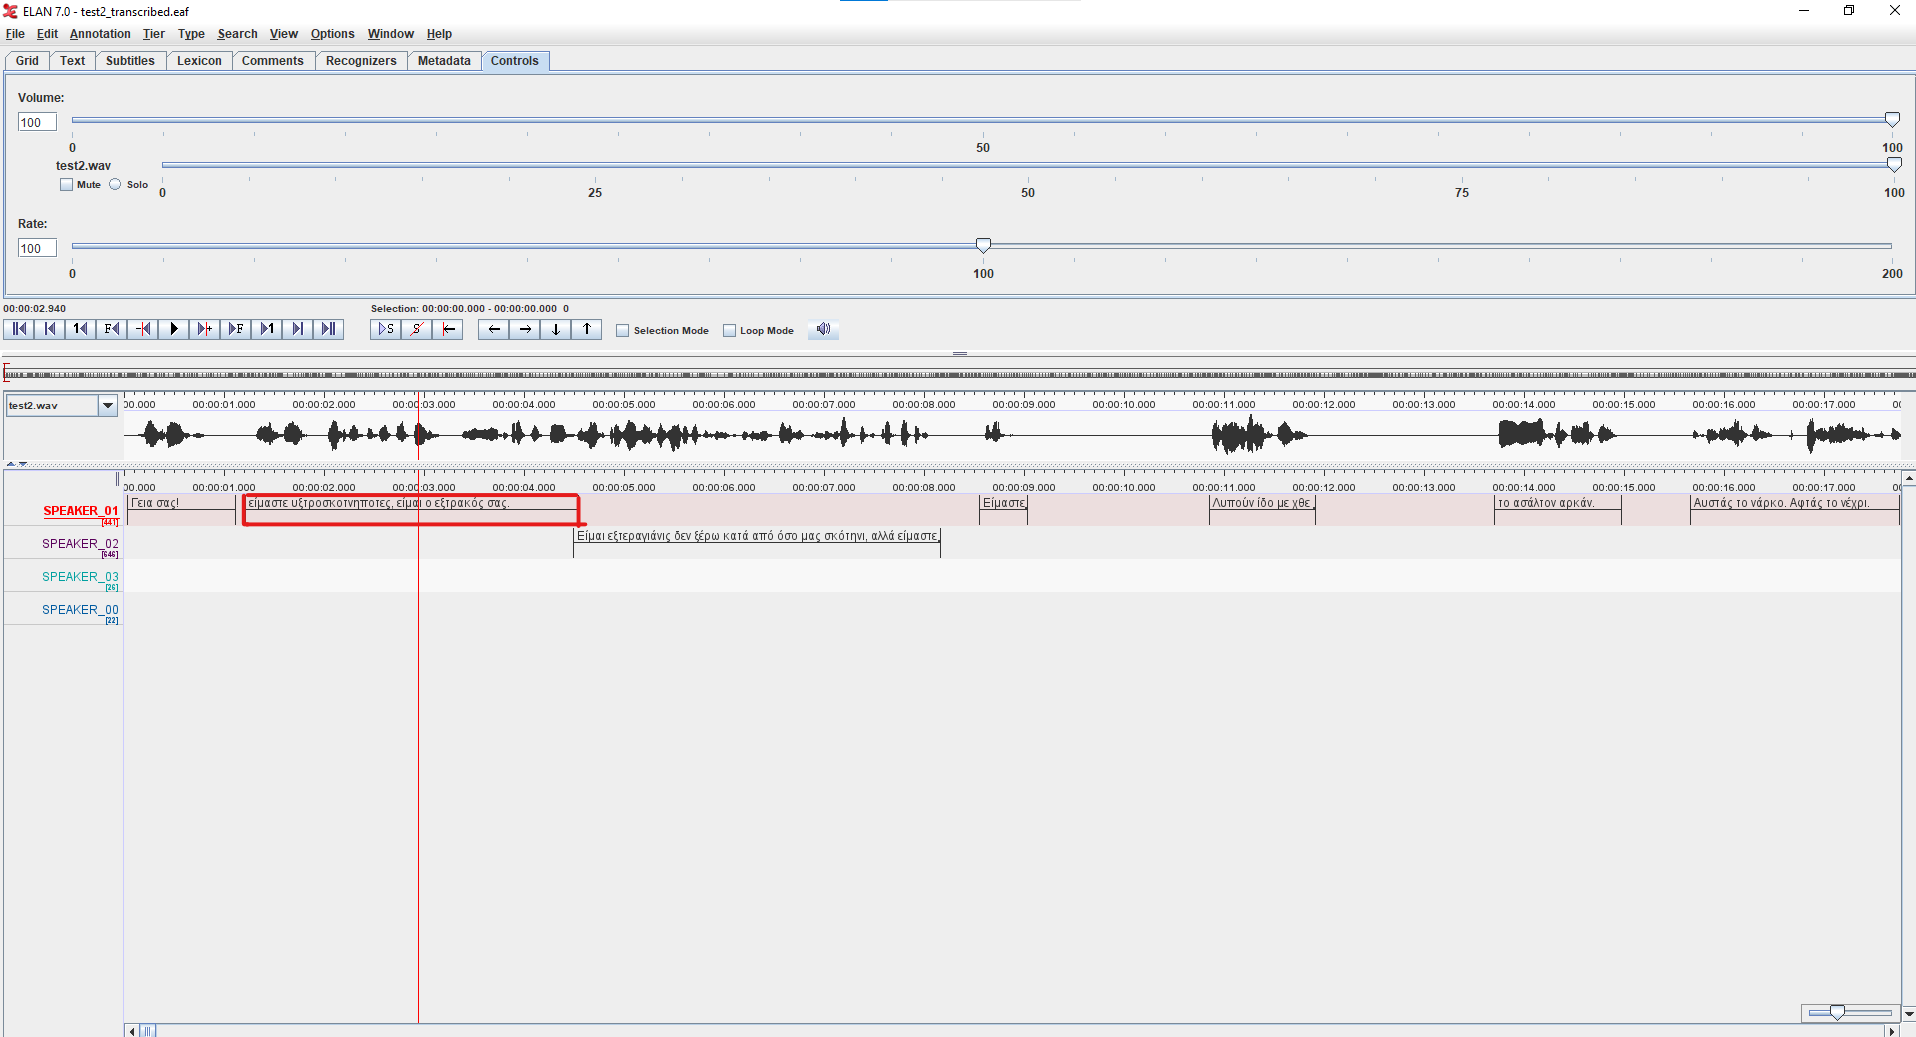 ELAN 7.0 - test2_transcribed.eaf
File Edit Annotation Tier Type Search View Options Window Help
Grid Text Subtitles Lexicon Comments Recognizers Metadata Controls
Volume:
100
0 50 100
test2.wav
Mute Solo
0 25 50 75 100
Rate:
100
0 100 200
00:00:02.940
Selection: 00:00:00.000 - 00:00:00.000 0
1 F F 1 S S Selection Mode Loop Mode
test2.wav
00.000 00:00:01.000 00:00:02.000 00:00:03.000 00:00:04.000 00:00:05.000 00:00:06.000 00:00:07.000 00:00:08.000 00:00:09.000 00:00:10.000 00:00:11.000 00:00:12.000 00:00:13.000 00:00:14.000 00:00:15.000 00:00:16.000 00:00:17.000 00
00.000 00:00:01.000 00:00:02.000 00:00:03.000 00:00:04.000 00:00:05.000 00:00:06.000 00:00:07.000 00:00:08.000 00:00:09.000 00:00:10.000 00:00:11.000 00:00:12.000 00:00:13.000 00:00:14.000 00:00:15.000 00:00:16.000 00:00:17.000 00
SPEAKER_01 Γεια σας! είμαστε υξτροσκοτνηποτες, είμαι ο εξτρακός σας. Είμαστε, Λυπούν ίδο με χθε το ασάλτον αρκάν. Αυστάς το νάρκο. Αφτάς το νέχρι.
[441]
SPEAKER_02 Είμαι εξτεραγιάνις δεν ξέρω κατά από όσο μας σκότηνι, αλλά είμαστε,
[646]
SPEAKER_03
[26]
SPEAKER_00
[22]